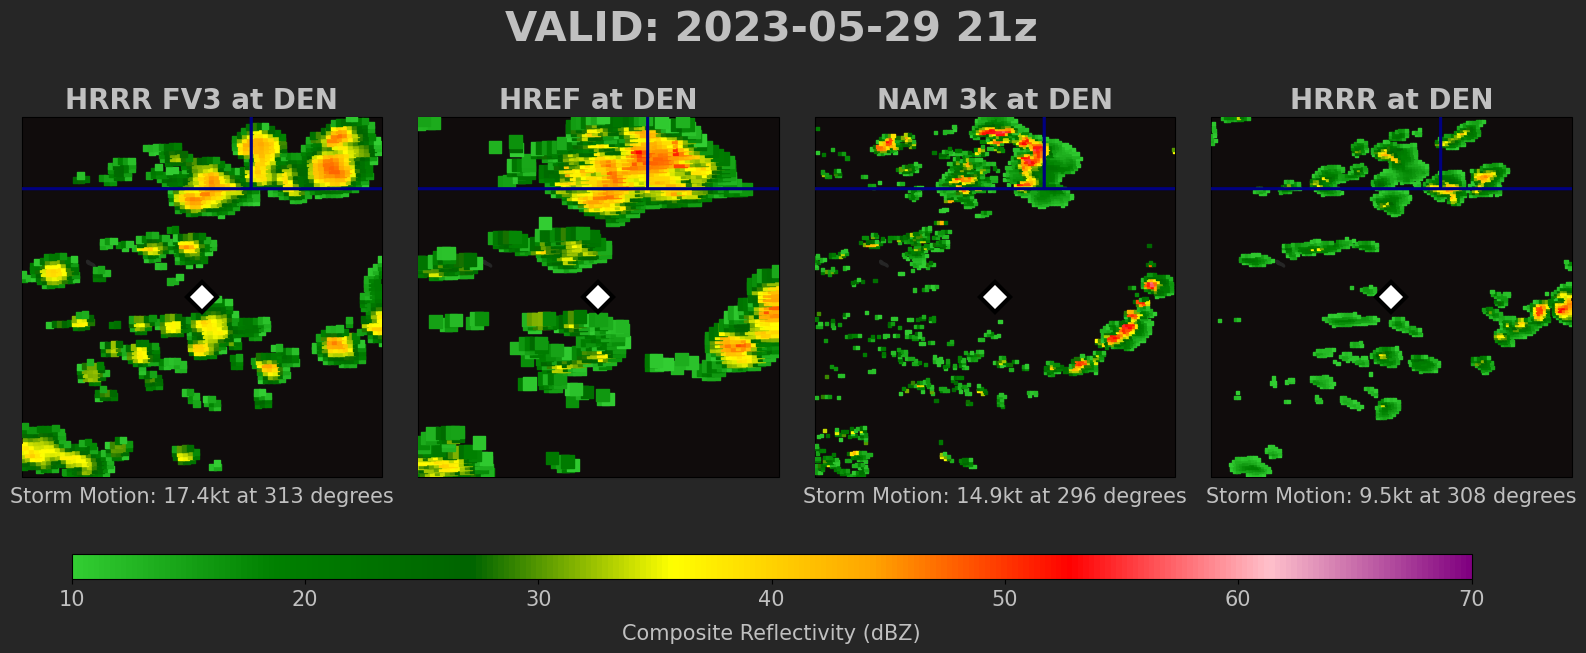 VALID: 2023-05-29 21z
HRRR FV3 at DEN
HREF at DEN
NAM 3k at DEN
HRRR at DEN
Storm Motion: 17.4kt at 313 degrees
Storm Motion: 14.9kt at 296 degrees
Storm Motion: 9.5kt at 308 degrees
10 20 30 40 50 60 70
Composite Reflectivity (dBZ)